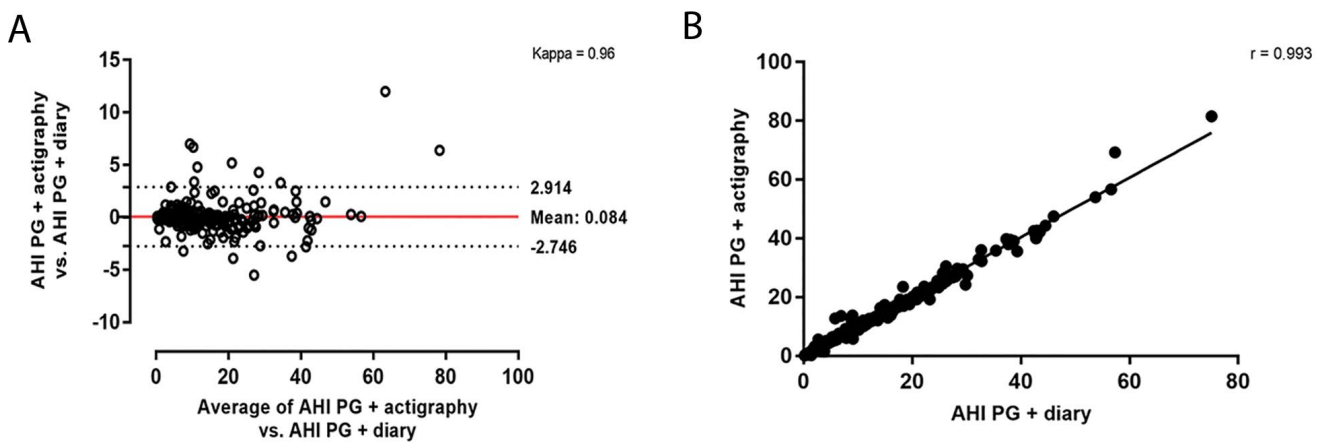 A
Kappa = 0.96
AHI PG + actigraphy
vs. AHI PG + diary
15
10
5
0
-5
-10
2.914
Mean: 0.084
-2.746
0 20 40 60 80 100
Average of AHI PG + actigraphy
vs. AHI PG + diary
B
r = 0.993
AHI PG + actigraphy
100
80
60
40
20
0
0 20 40 60 80
AHI PG + diary